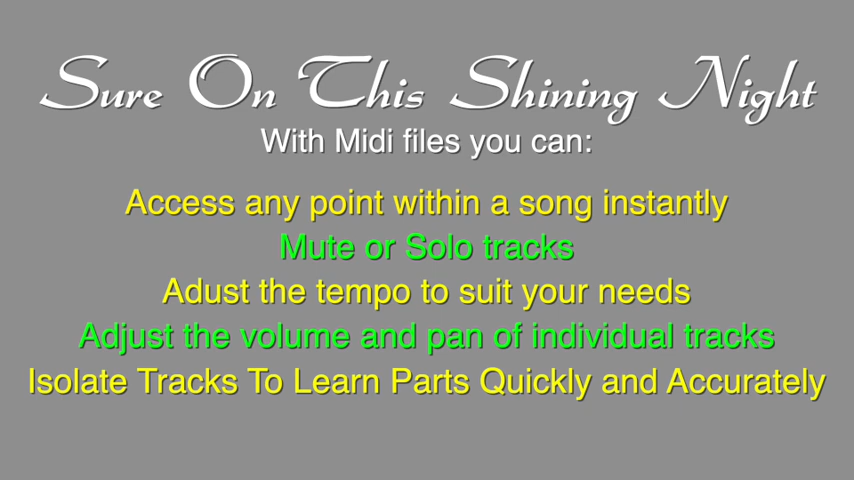 Sure On This Shining Night
With Midi files you can:
Access any point within a song instantly
Mute or Solo tracks
Adust the tempo to suit your needs
Adjust the volume and pan of individual tracks
Isolate Tracks To Learn Parts Quickly and Accurately